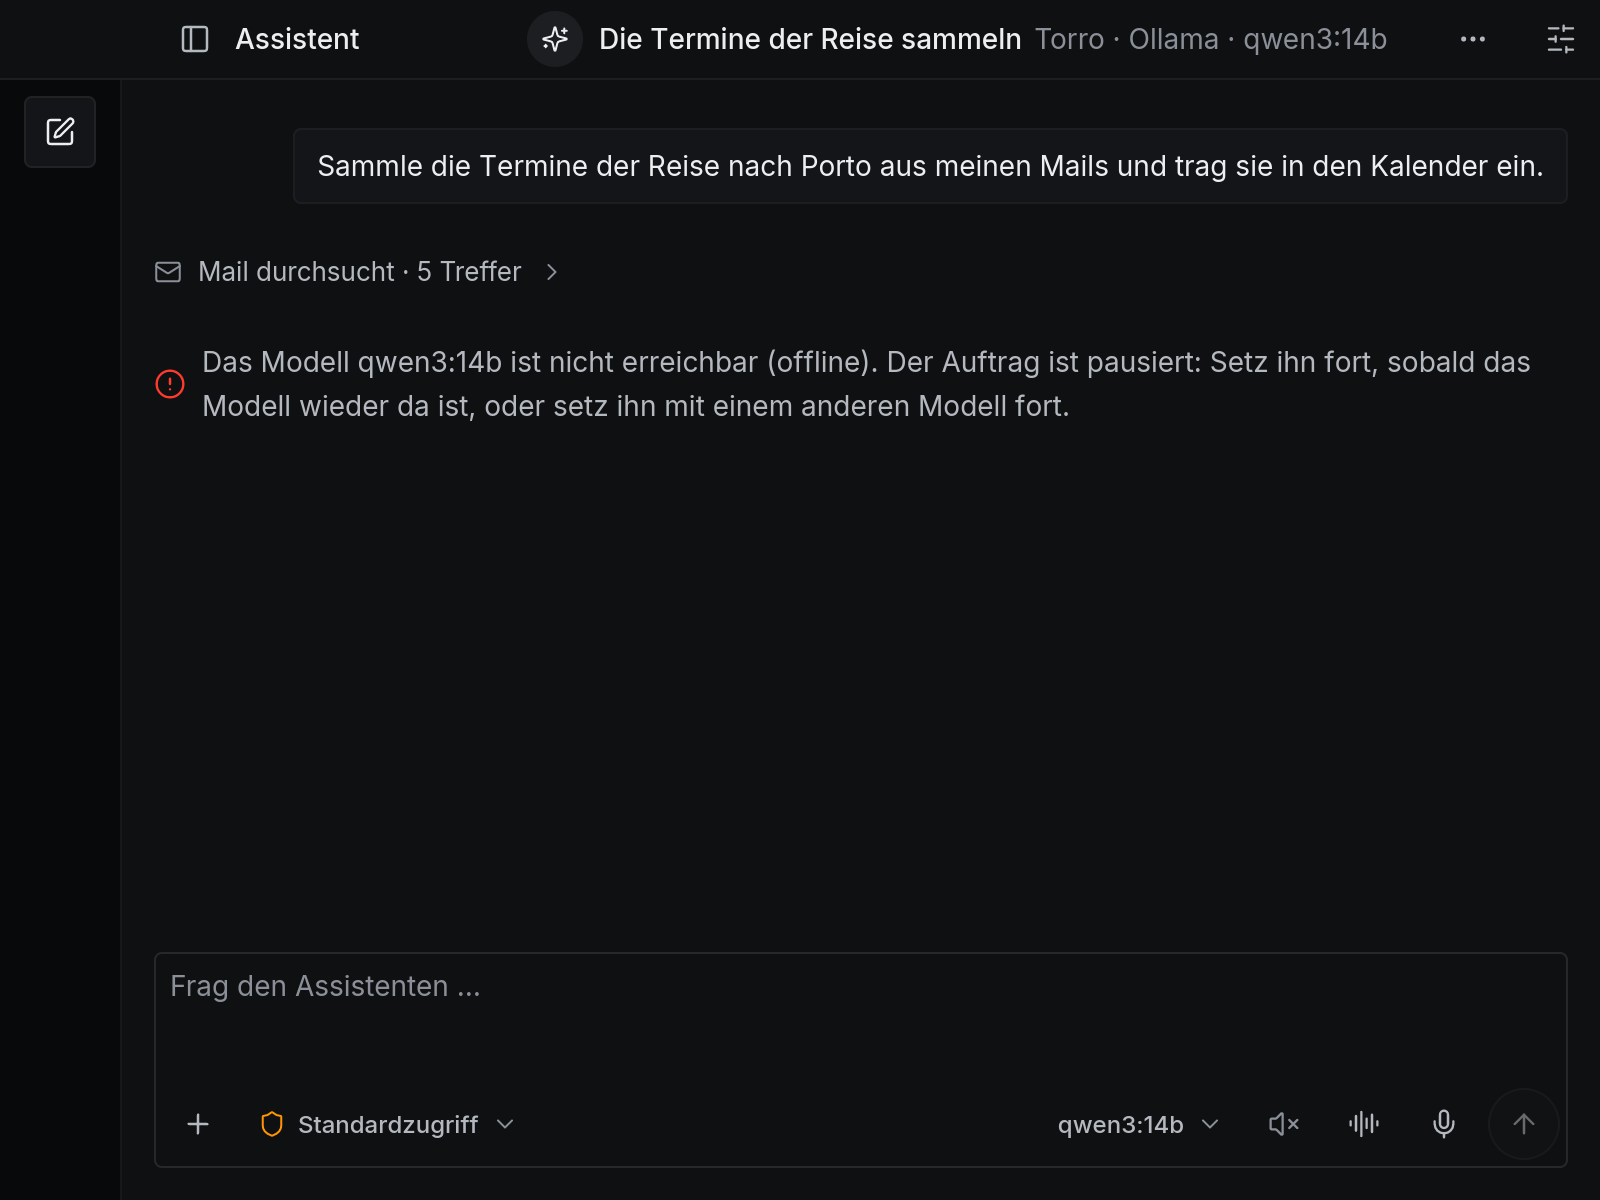 Assistent
Die Termine der Reise sammeln Torro · Ollama · qwen3:14b
Sammle die Termine der Reise nach Porto aus meinen Mails und trag sie in den Kalender ein.
Mail durchsucht · 5 Treffer
Das Modell qwen3:14b ist nicht erreichbar (offline). Der Auftrag ist pausiert: Setz ihn fort, sobald das
Modell wieder da ist, oder setz ihn mit einem anderen Modell fort.
Frag den Assistenten ...
Standardzugriff
qwen3:14b